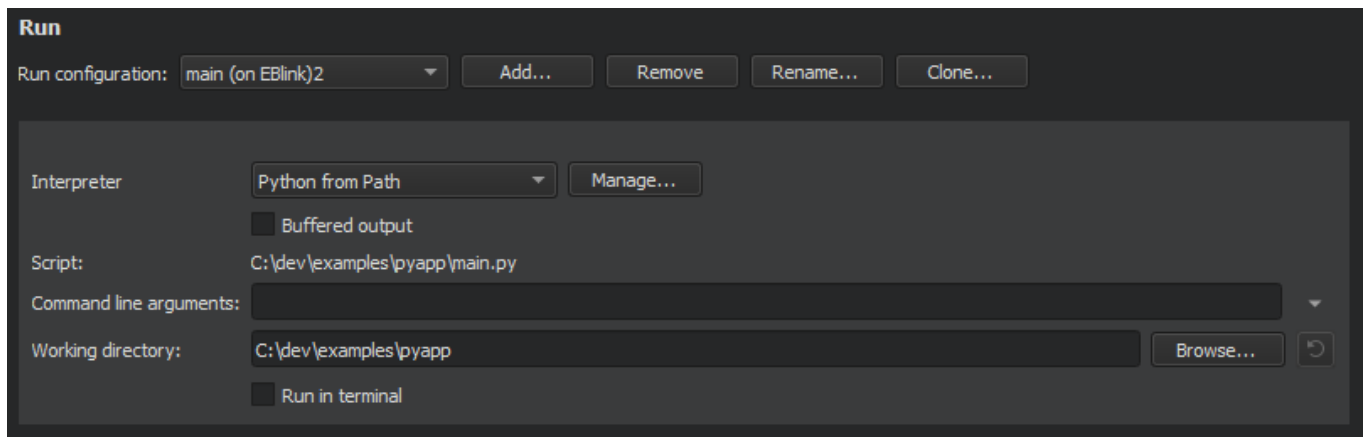 Run
Run configuration: main (on EBlink)2 Add... Remove Rename... Clone...
Interpreter Python from Path Manage...
Buffered output
Script: C:\dev\examples\pyapp\main.py
Command line arguments:
Working directory: C:\dev\examples\pyapp Browse...
Run in terminal